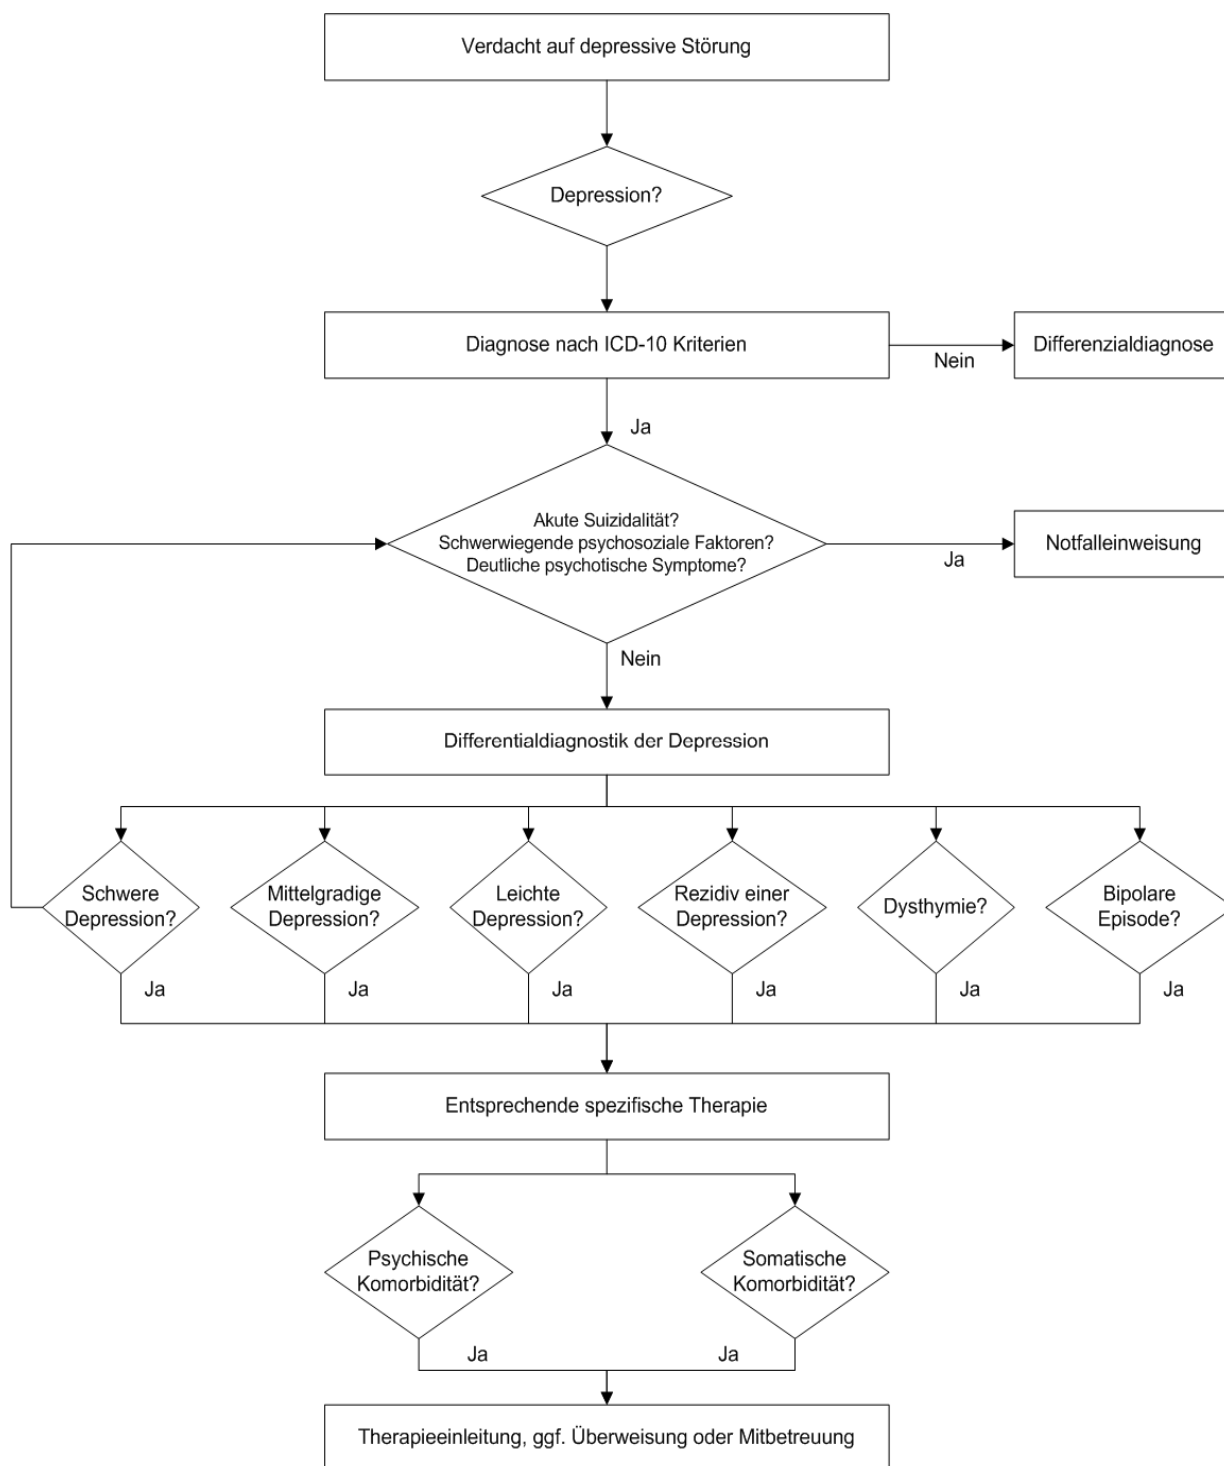 Verdacht auf depressive Störung
Depression?
Diagnose nach ICD-10 Kriterien
Nein
Differenzialdiagnose
Ja
Akute Suizidalität?
Schwerwiegende psychosoziale Faktoren?
Deutliche psychotische Symptome?
Ja
Notfalleinweisung
Nein
Differentialdiagnostik der Depression
Schwere
Depression?
Mittelgradige
Depression?
Leichte
Depression?
Rezidiv einer
Depression?
Dysthymie?
Bipolare
Episode?
Ja
Ja
Ja
Ja
Ja
Ja
Entsprechende spezifische Therapie
Psychische
Komorbidität?
Somatische
Komorbidität?
Ja
Ja
Therapieeinleitung, ggf. Überweisung oder Mitbetreuung